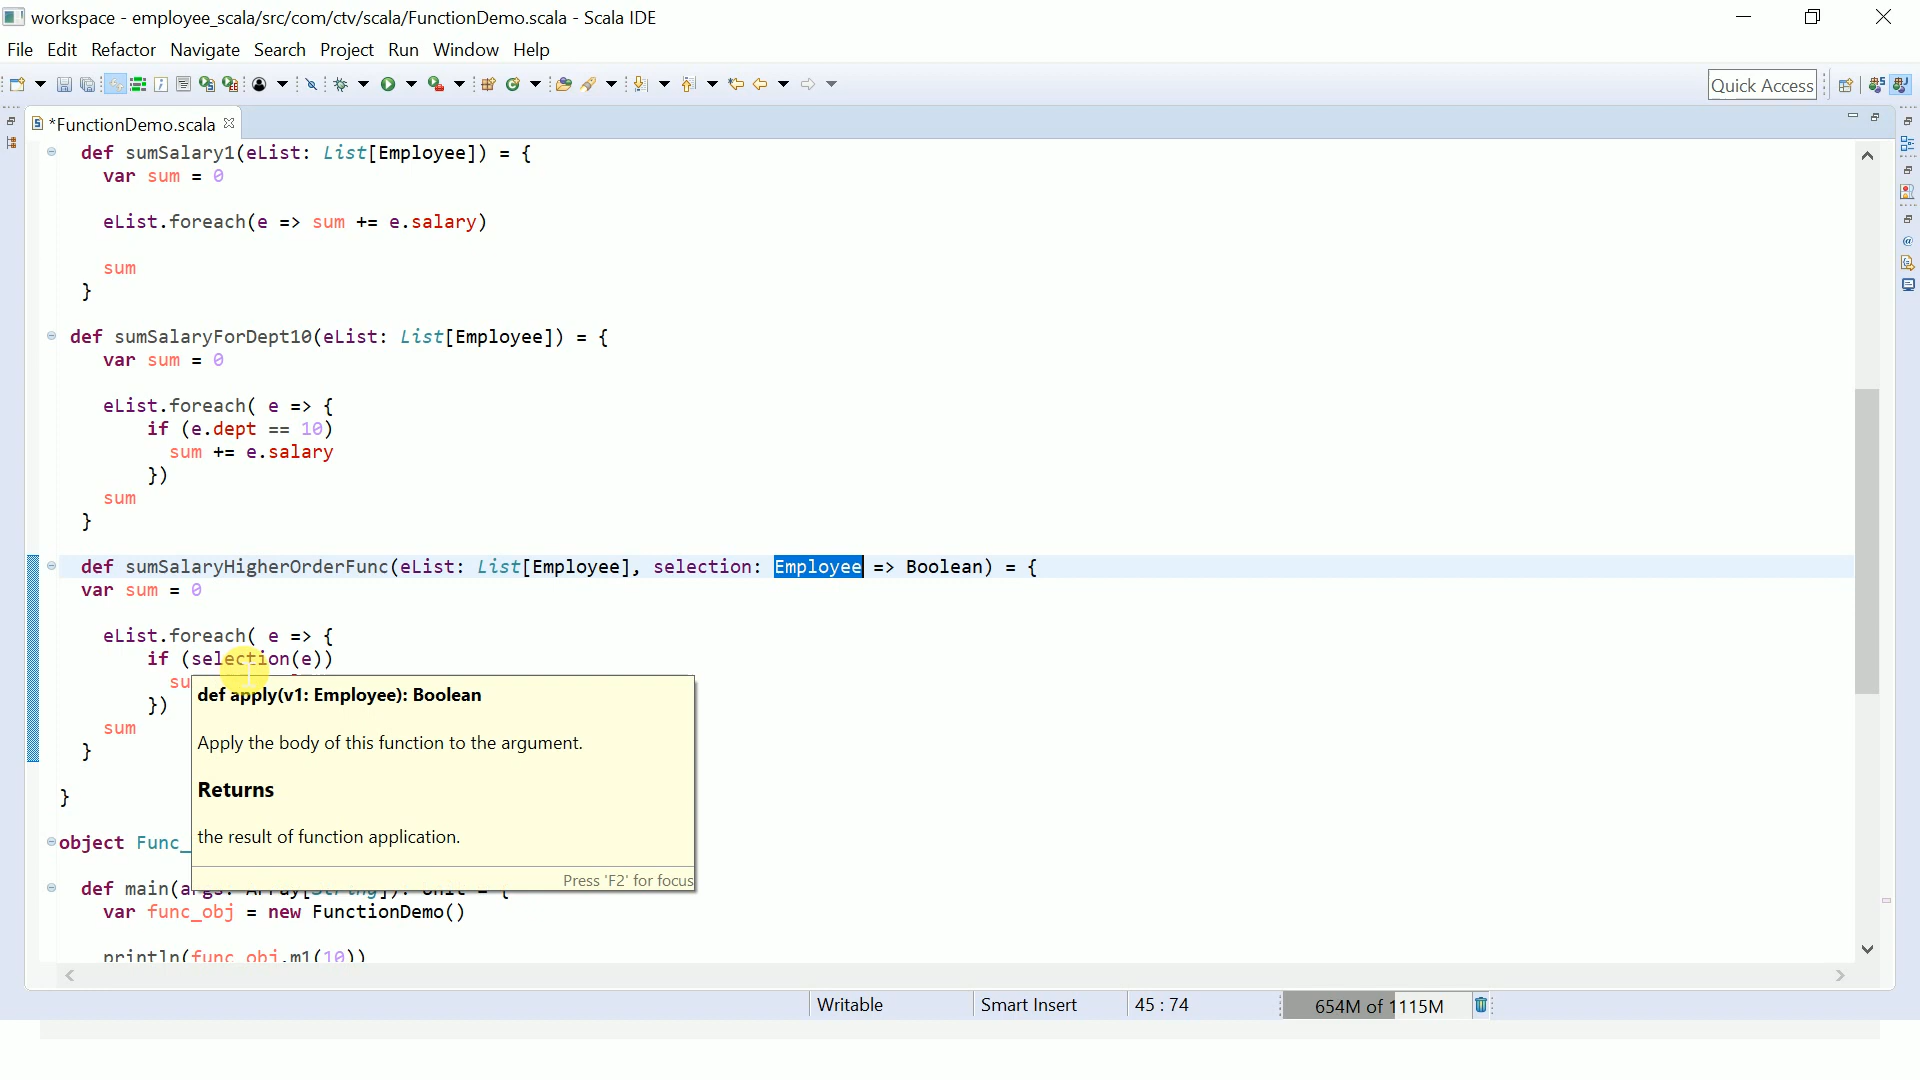 workspace - employee_scala/src/com/ctv/scala/FunctionDemo.scala - Scala IDE
File Edit Refactor Navigate Search Project Run Window Help
Quick Access
*FunctionDemo.scala
def sumSalary1(eList: List[Employee]) = {
var sum = 0
eList.foreach(e => sum += e.salary)
sum
}
def sumSalaryForDept10(eList: List[Employee]) = {
var sum = 0
eList.foreach( e => {
if (e.dept == 10)
sum += e.salary
})
sum
}
def sumSalaryHigherOrderFunc(eList: List[Employee], selection: Employee => Boolean) = {
var sum = 0
eList.foreach( e => {
if (selection(e))
su
def apply(v1: Employee): Boolean
})
sum
Apply the body of this function to the argument.
}
Returns
}
the result of function application.
object Func_
Press 'F2' for focus
def main(args: Array[String]): Unit = {
var func_obj = new FunctionDemo()
println(func_obj.m1(10))
Writable Smart Insert 45 : 74 654M of 1115M